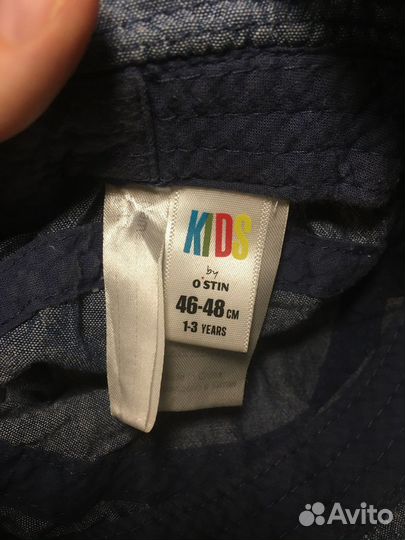 KIDS
by
O'STIN
46-48 CM
1-3 YEARS
Avito